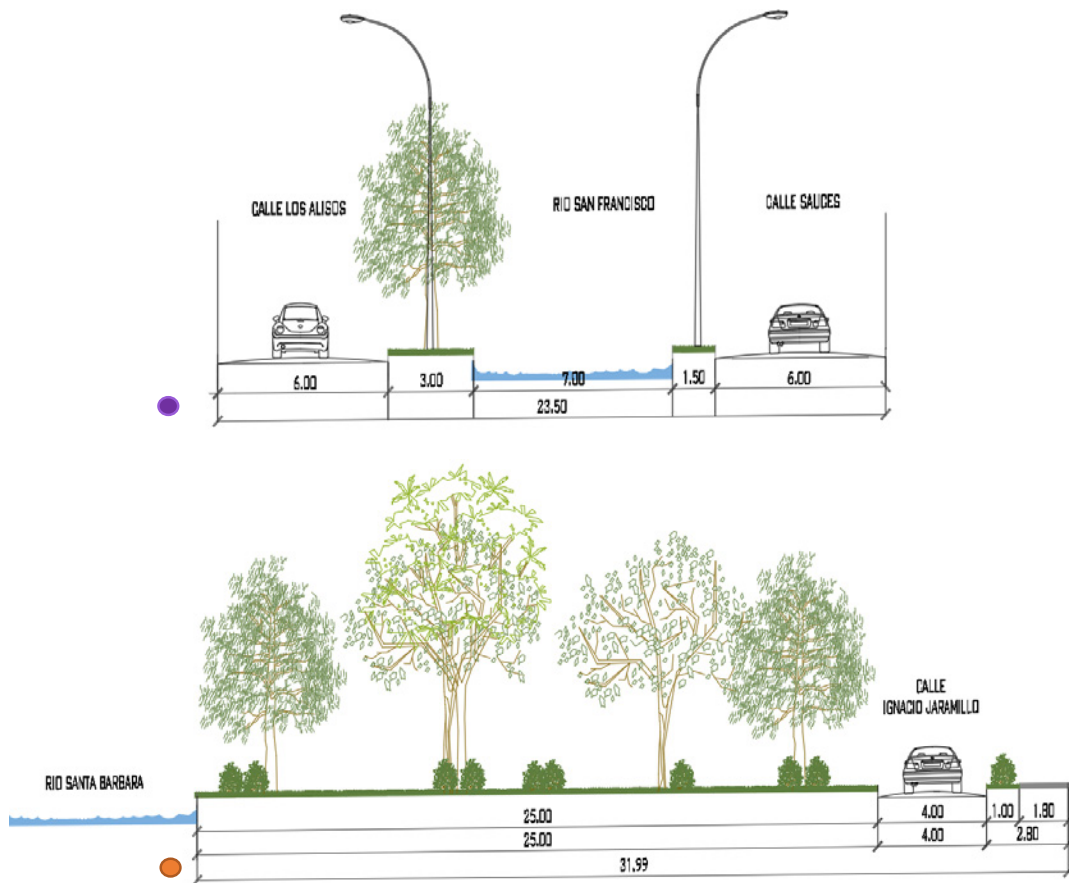 CALLE LOS ALISOS
RIO SAN FRANCISCO
CALLE SAUCES
6.00
3.00
7.00
1.50
6.00
23.50
CALLE
IGNACIO JARAMILLO
RIO SANTA BARBARA
25.00
4.00
1.00
1.80
25.00
4.00
2.80
31.99